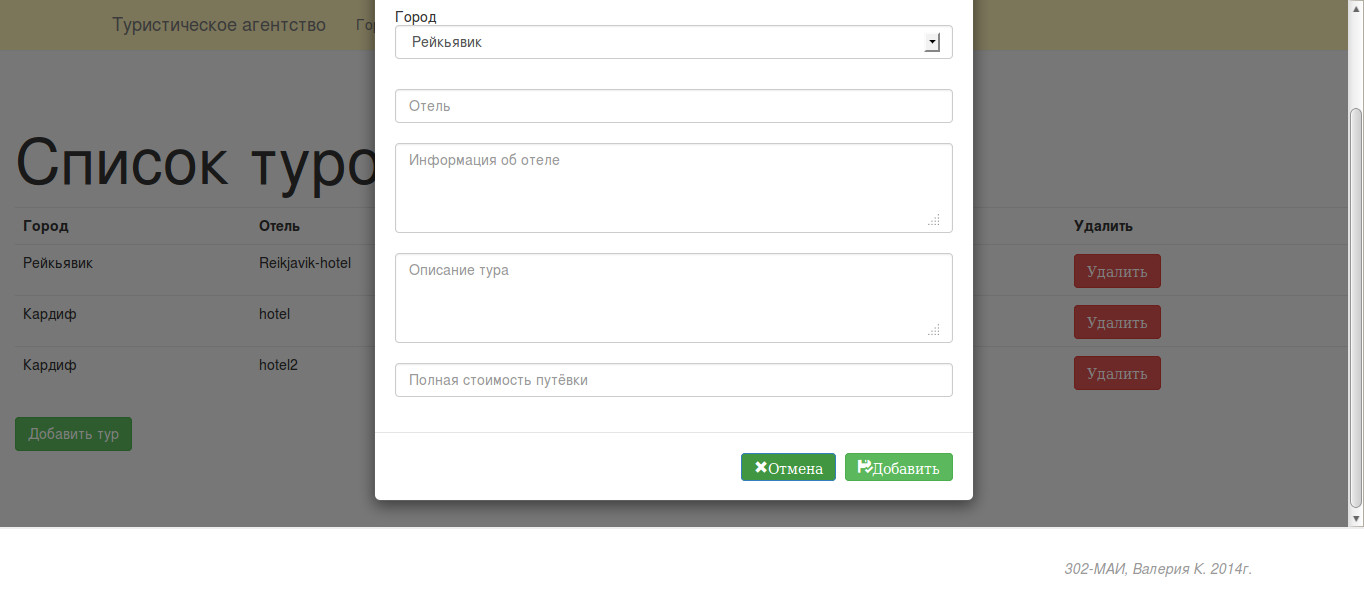 Туристическое агентство Гор
Город
Рейкьявик
Отель
Информация об отеле
Описание тура
Полная стоимость путёвки
Отмена Добавить
Список туро
Город Отель Удалить
Рейкьявик Reikjavik-hotel Удалить
Кардиф hotel Удалить
Кардиф hotel2 Удалить
Добавить тур
302-МАИ, Валерия К. 2014г.